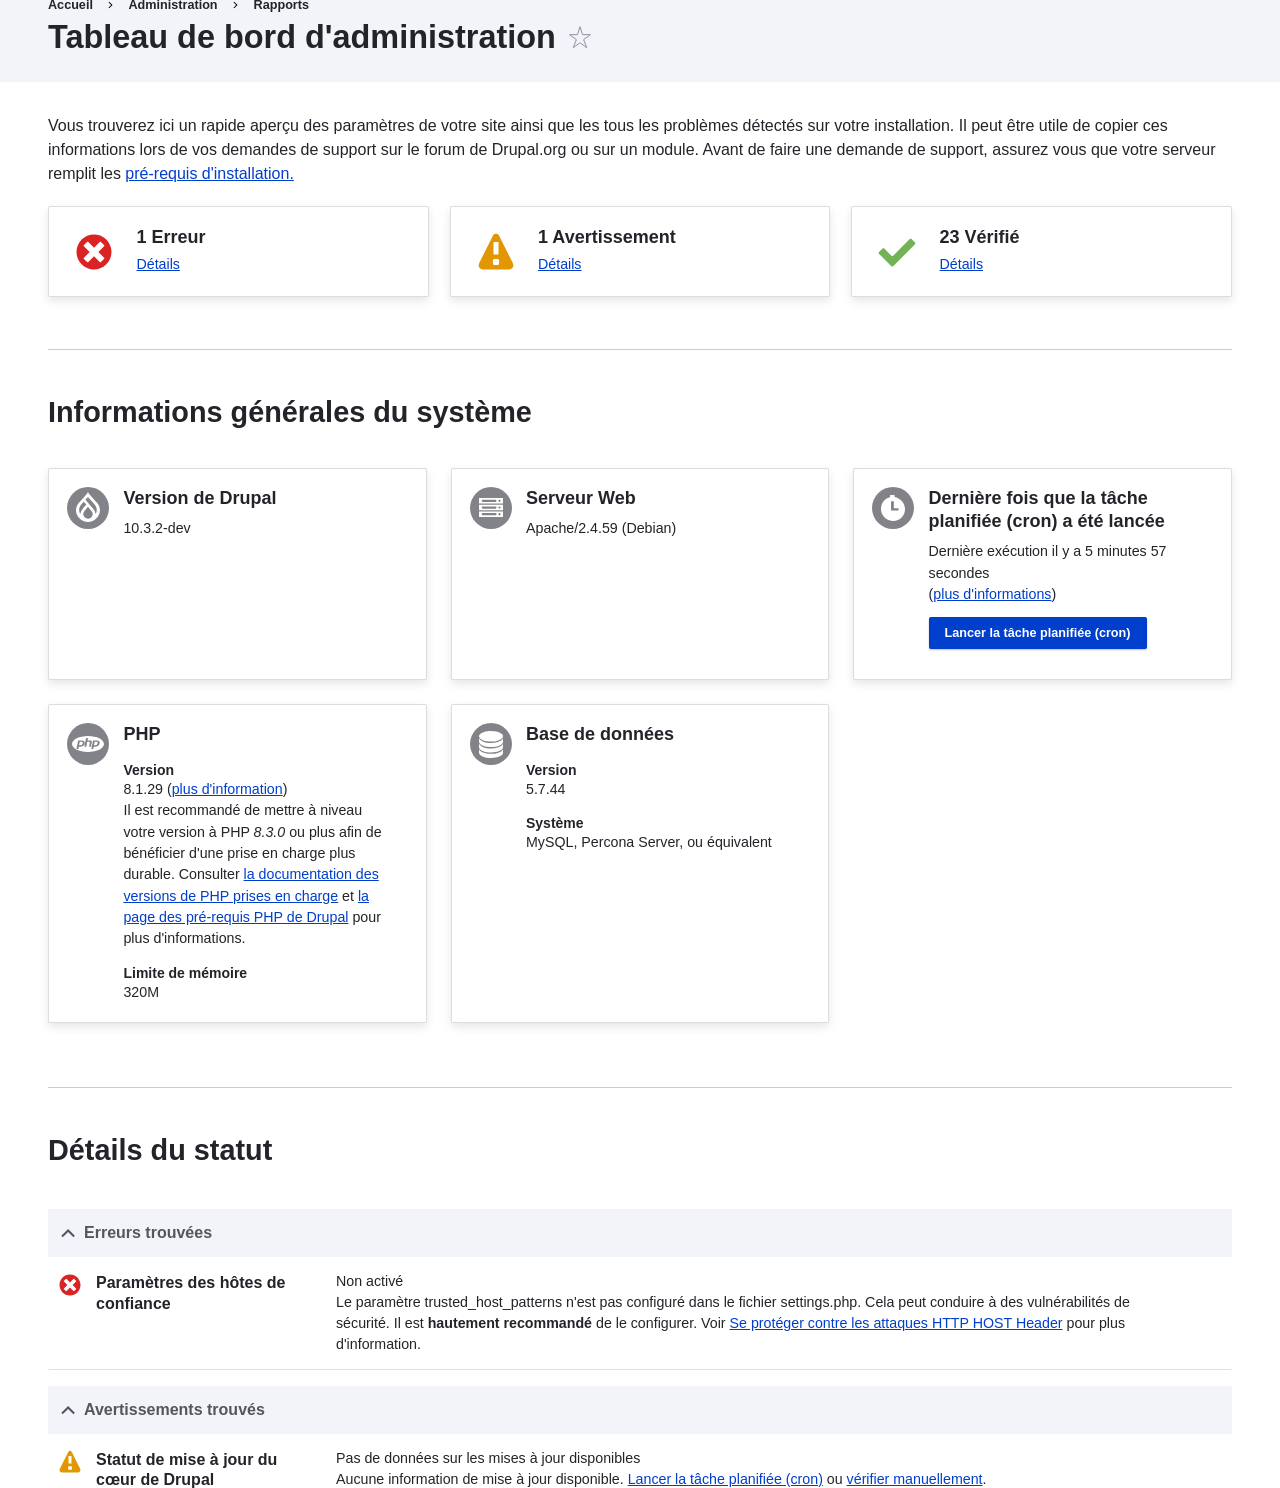 Accueil > Administration > Rapports
Tableau de bord d'administration ☆
Vous trouverez ici un rapide aperçu des paramètres de votre site ainsi que les tous les problèmes détectés sur votre installation. Il peut être utile de copier ces
informations lors de vos demandes de support sur le forum de Drupal.org ou sur un module. Avant de faire une demande de support, assurez vous que votre serveur
remplit les pré-requis d'installation.
1 Erreur
Détails
1 Avertissement
Détails
23 Vérifié
Détails
Informations générales du système
Version de Drupal
10.3.2-dev
Serveur Web
Apache/2.4.59 (Debian)
Dernière fois que la tâche
planifiée (cron) a été lancée
Dernière exécution il y a 5 minutes 57
secondes
(plus d'informations)
Lancer la tâche planifiée (cron)
php
PHP
Version
8.1.29 (plus d'information)
Il est recommandé de mettre à niveau
votre version à PHP 8.3.0 ou plus afin de
bénéficier d'une prise en charge plus
durable. Consulter la documentation des
versions de PHP prises en charge et la
page des pré-requis PHP de Drupal pour
plus d'informations.
Limite de mémoire
320M
Base de données
Version
5.7.44
Système
MySQL, Percona Server, ou équivalent
Détails du statut
Erreurs trouvées
Paramètres des hôtes de
confiance
Non activé
Le paramètre trusted_host_patterns n'est pas configuré dans le fichier settings.php. Cela peut conduire à des vulnérabilités de
sécurité. Il est hautement recommandé de le configurer. Voir Se protéger contre les attaques HTTP HOST Header pour plus
d'information.
Avertissements trouvés
Statut de mise à jour du
cœur de Drupal
Pas de données sur les mises à jour disponibles
Aucune information de mise à jour disponible. Lancer la tâche planifiée (cron) ou vérifier manuellement.